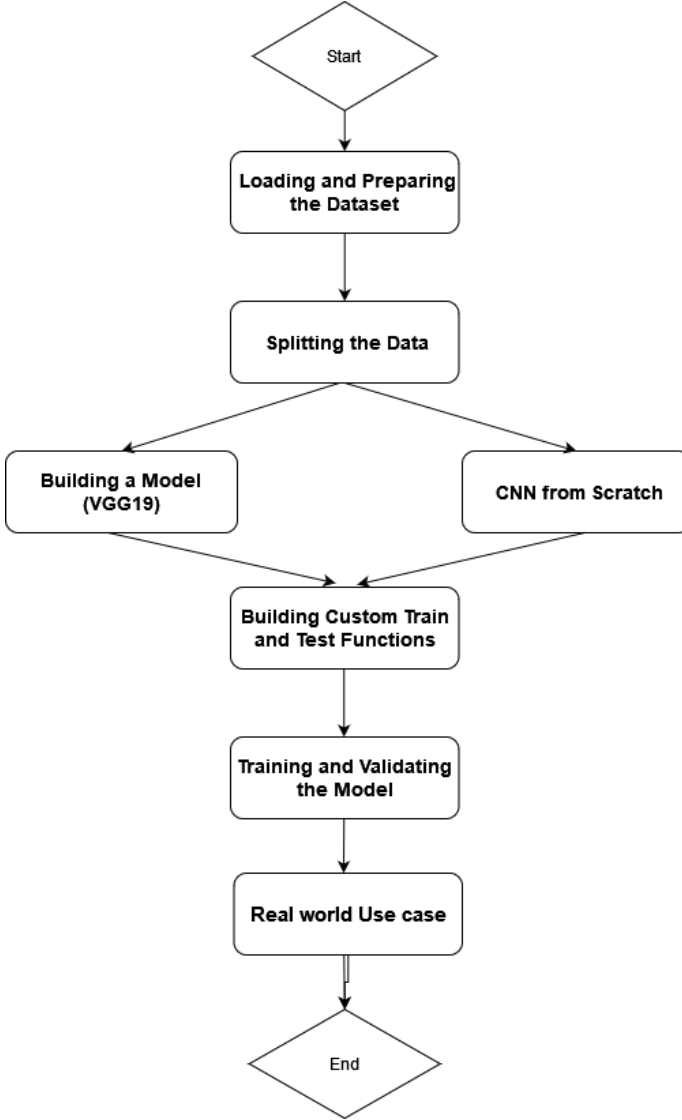 Start
Loading and Preparing
the Dataset
Splitting the Data
Building a Model
(VGG19)
CNN from Scratch
Building Custom Train
and Test Functions
Training and Validating
the Model
Real world Use case
End